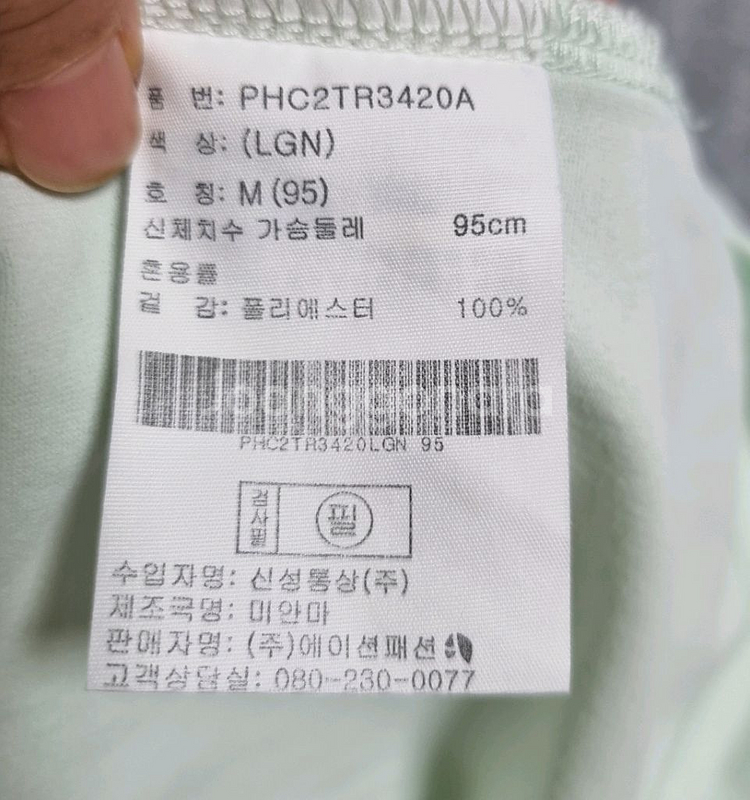 품 번: PHC2TR3420A
색 상: (LGN)
호 칭: M (95)
신체치수 가슴둘레 95cm
혼용률
겉 감: 폴리에스터 100%
PHC2TR3420LGN 95
검사필 필
수입자명: 신성통상(주)
제조국명: 미얀마
판매자명: (주)에이션패션
고객상담실: 080-230-0077